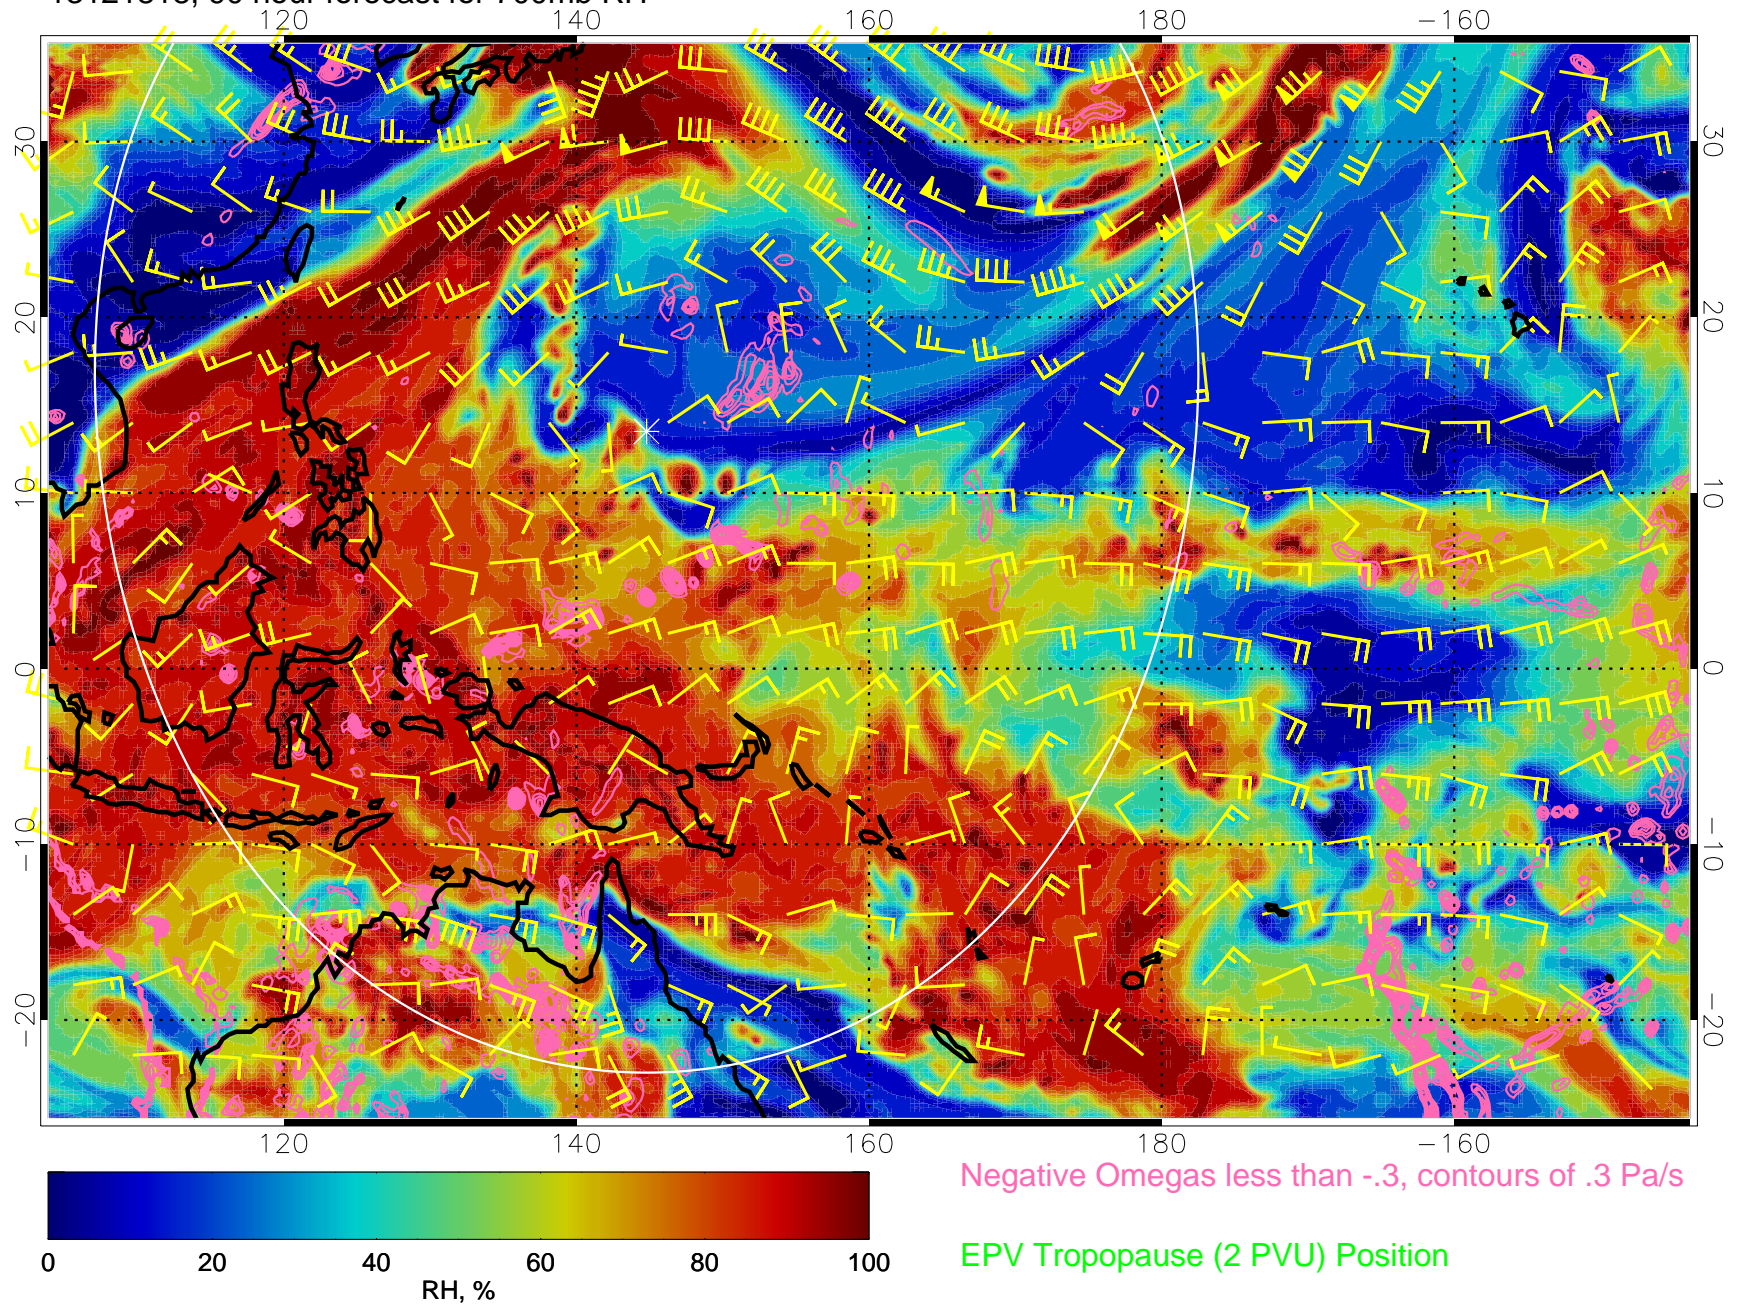 120 140 160 180 −160
30 30
20 20
10 10
0 0
−10 −10
−20 −20
120 140 160 180 −160
Negative Omegas less than -.3, contours of .3 Pa/s
EPV Tropopause (2 PVU) Position
0 20 40 60 80 100
RH, %